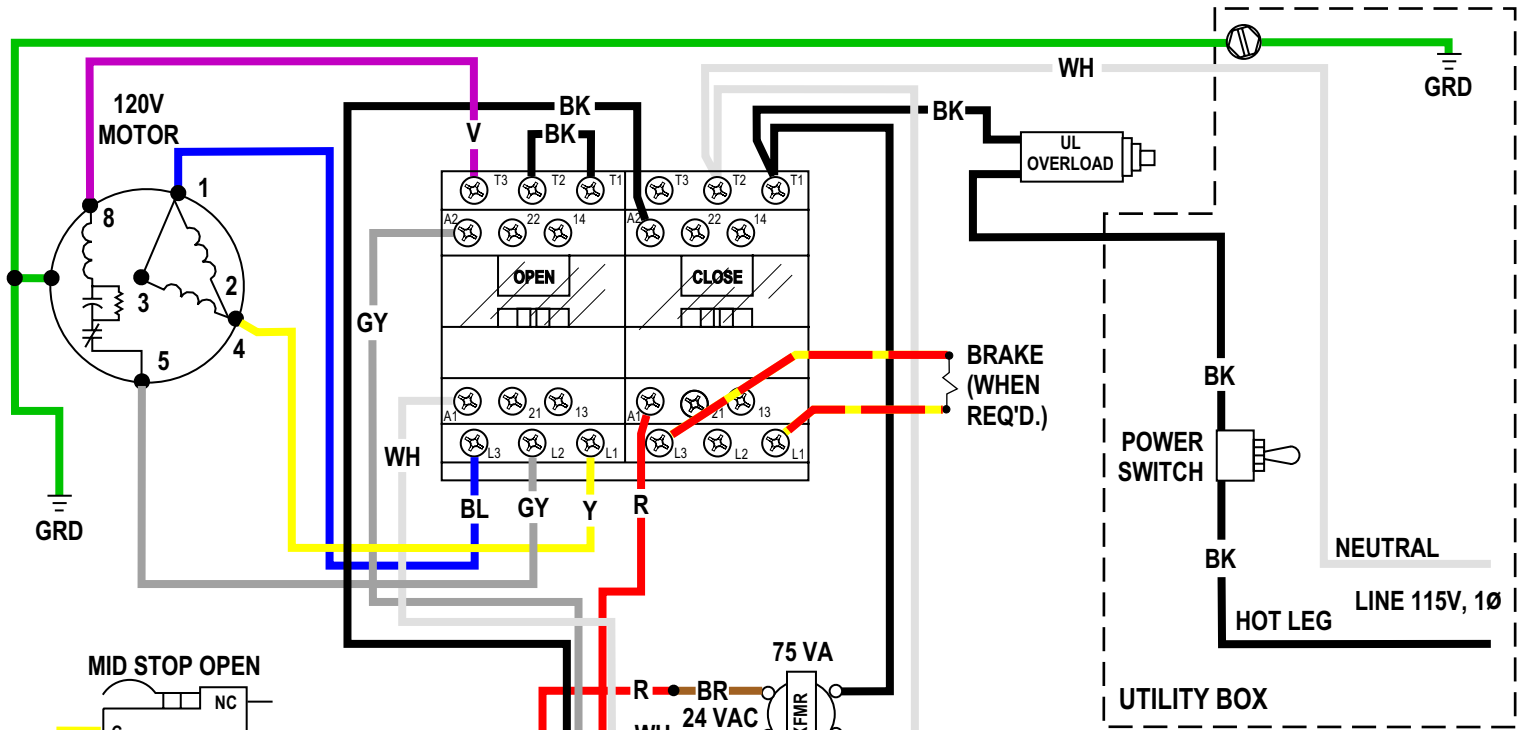 WH
GRD
120V
MOTOR
BK
BK
V
BK
UL
OVERLOAD
T3 T2 T1 T3 T2 T1
1
8
A2 22 14 A2 22 14
OPEN CLOSE
2
3
GY
4
5
BRAKE
(WHEN
REQ'D.)
BK
A1 21 13 A1 21 13
L3 L2 L1 L3 L2 L1
WH
POWER
SWITCH
BL GY Y R
GRD
BK
NEUTRAL
LINE 115V, 1Ø
HOT LEG
MID STOP OPEN
NC
75 VA
R BR
24 VAC
UTILITY BOX